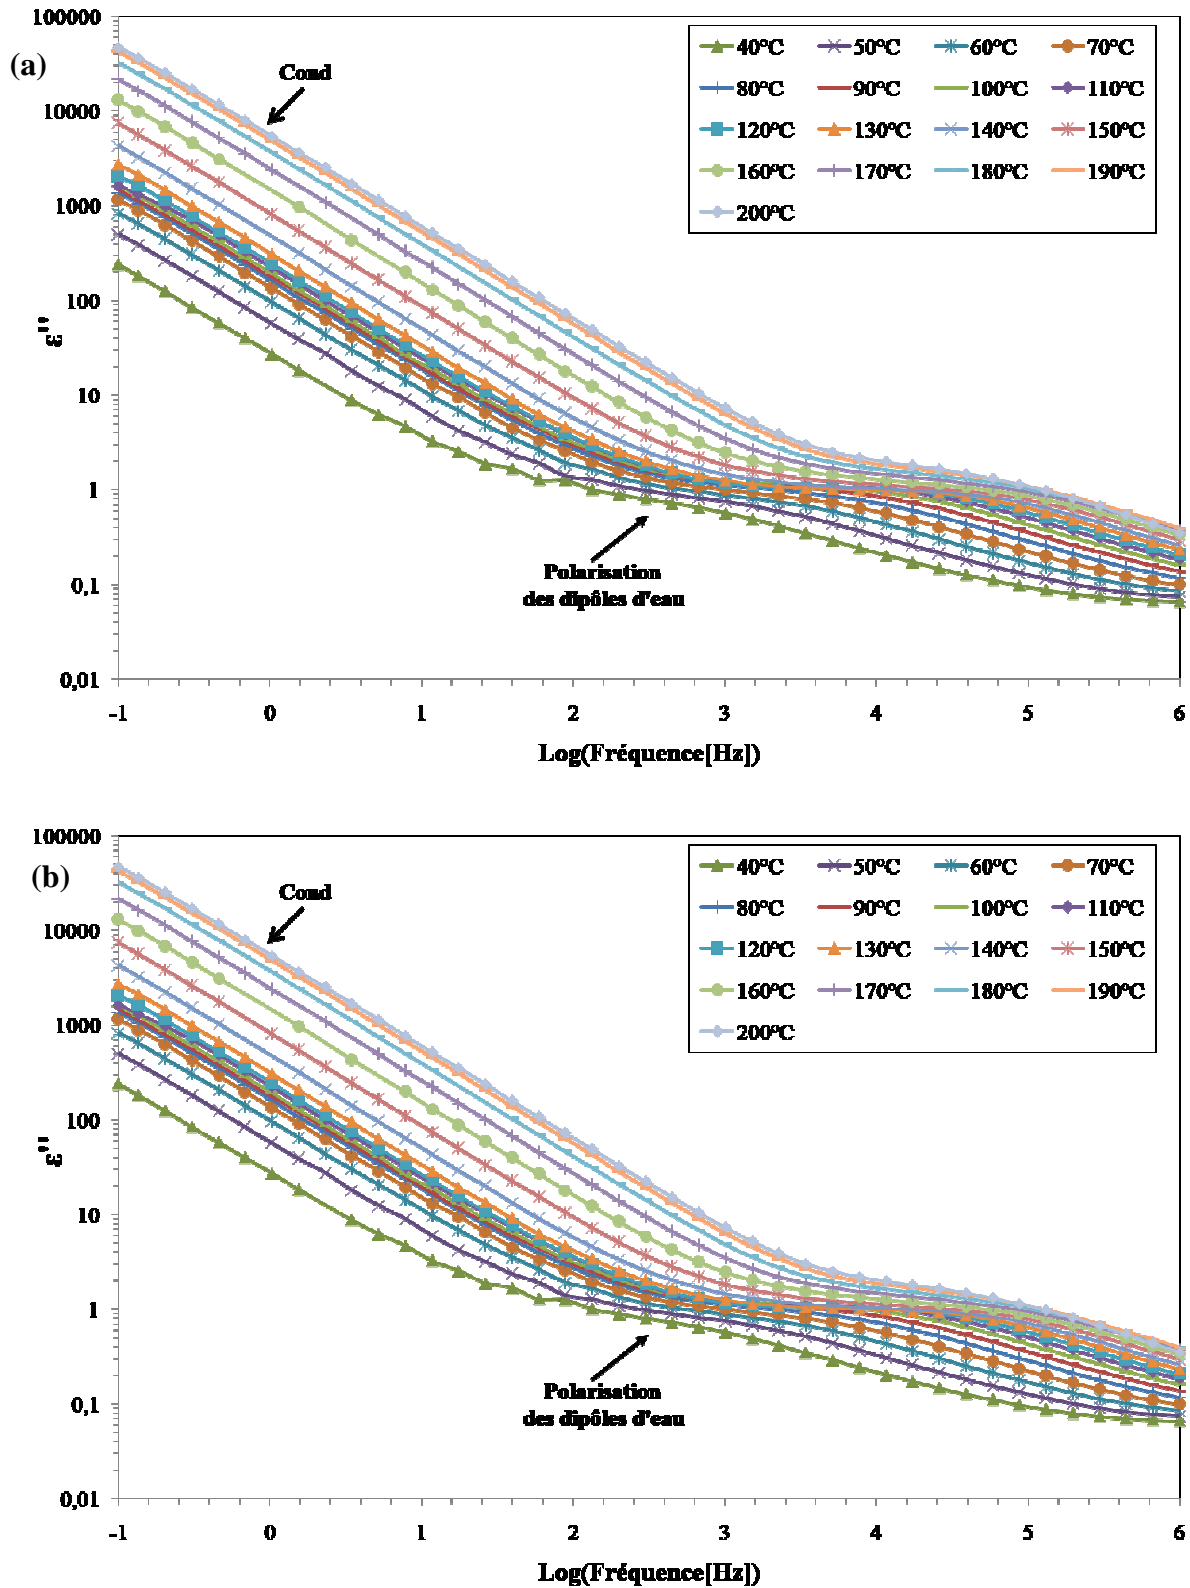 (a)
100000
10000
1000
100
10
1
0,1
0,01
ε''
Cond
40°C 50°C 60°C 70°C
80°C 90°C 100°C 110°C
120°C 130°C 140°C 150°C
160°C 170°C 180°C 190°C
200°C
Polarisation
des dipôles d'eau
-1 0 1 2 3 4 5 6
Log(Fréquence[Hz])
(b)
100000
10000
1000
100
10
1
0,1
0,01
ε''
Cond
40°C 50°C 60°C 70°C
80°C 90°C 100°C 110°C
120°C 130°C 140°C 150°C
160°C 170°C 180°C 190°C
200°C
Polarisation
des dipôles d'eau
-1 0 1 2 3 4 5 6
Log(Fréquence[Hz])